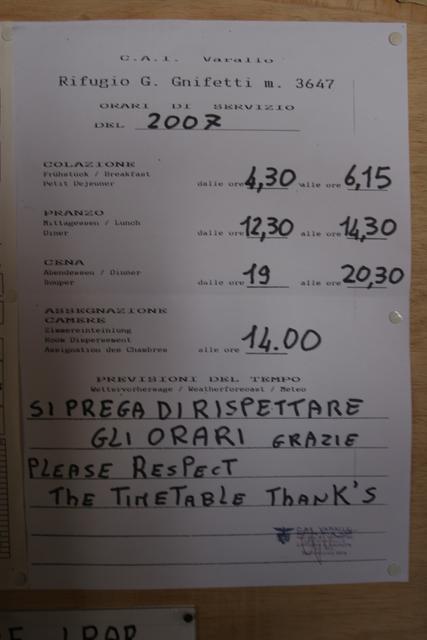 C.A.I. Varallo
Rifugio G. Gnifetti m. 3647
ORARI DI SERVIZIO
DEL 2007
COLAZIONE
Frühstück / Breakfast
Petit Dejeuner dalle ore 4,30 alle ore 6,15
PRANZO
Mittagessen / Lunch
Diner dalle ore 12,30 alle ore 14,30
CENA
Abendessen / Dinner
Souper dalle ore 19 alle ore 20,30
ASSEGNAZIONE
CAMERE
Zimmereinteinlung
Room Dispersement
Assignation des Chambres alle ore 14.00
PREVISIONI DEL TEMPO
Wettervorhersage / Weatherforecast / Meteo
SI PREGA DI RISPETTARE
GLI ORARI GRAZIE
PLEASE RESPECT
THE TIMETABLE THANK'S